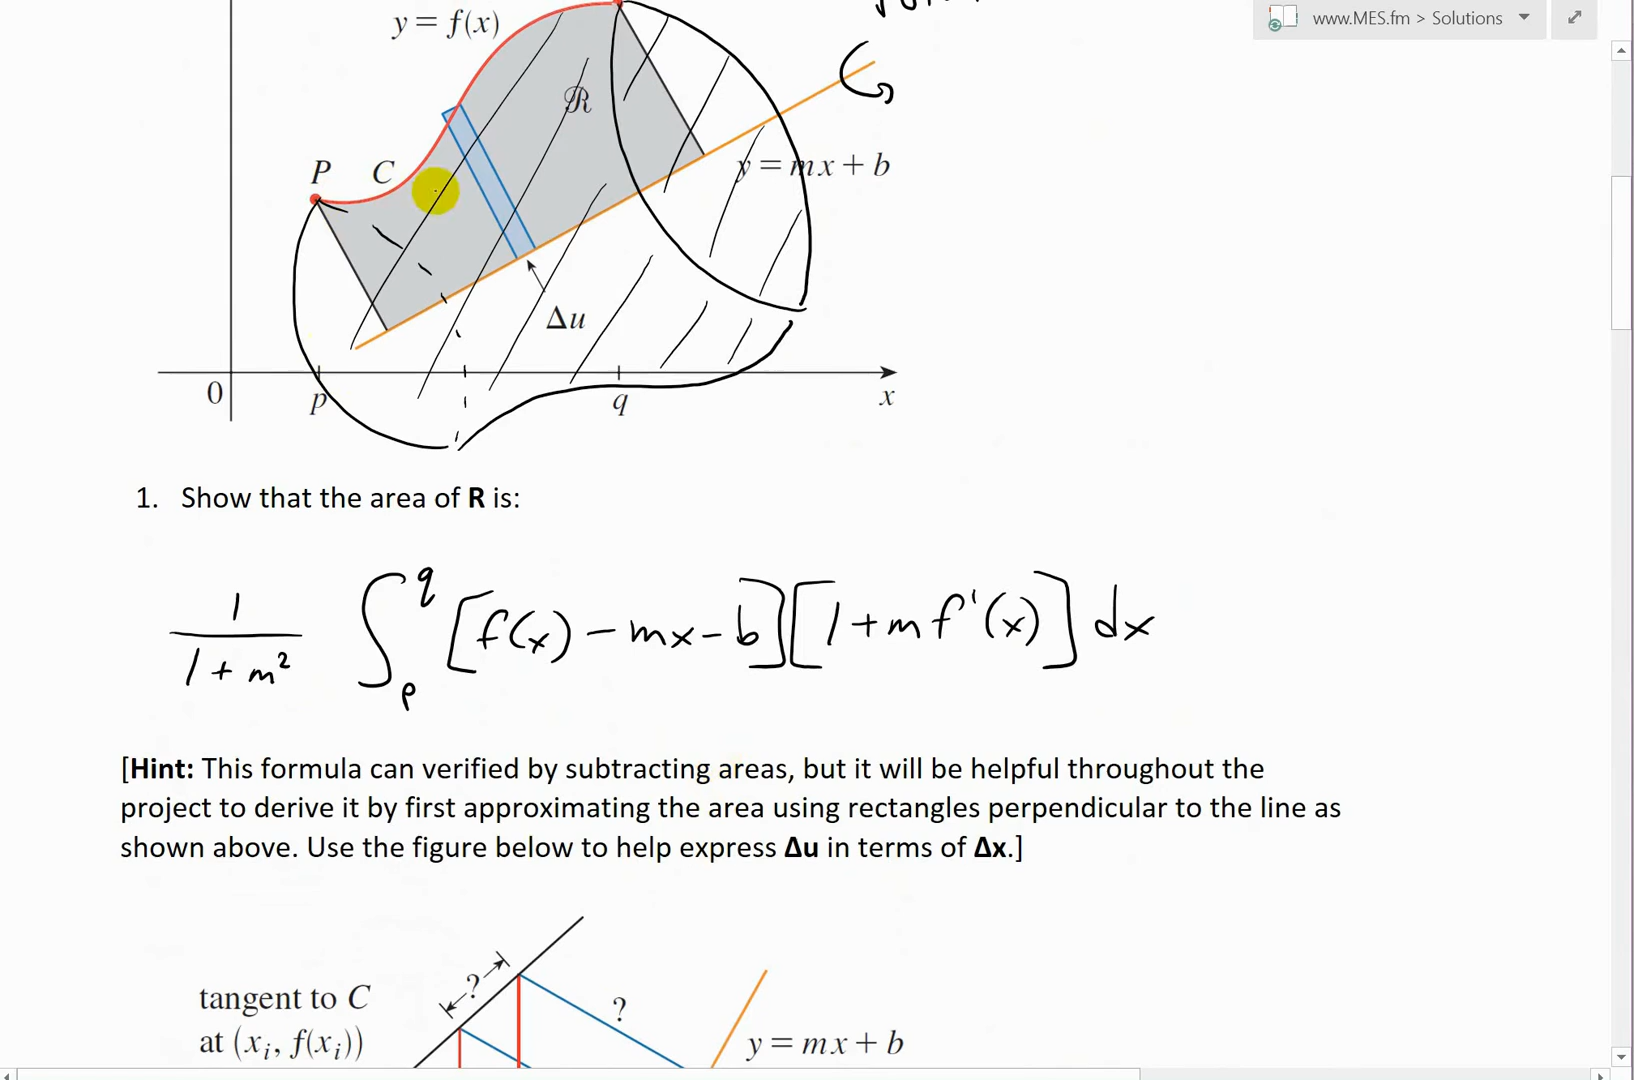 y = f(x)
www.MES.fm > Solutions
ℛ
P C
y = mx + b
Δu
0 p q x
1. Show that the area of R is:
1/(1 + m²) ∫_p^q [f(x) − mx − b][1 + m f'(x)] dx
[Hint: This formula can verified by subtracting areas, but it will be helpful throughout the
project to derive it by first approximating the area using rectangles perpendicular to the line as
shown above. Use the figure below to help express Δu in terms of Δx.]
?
tangent to C
?
at (xᵢ, f(xᵢ))
y = mx + b